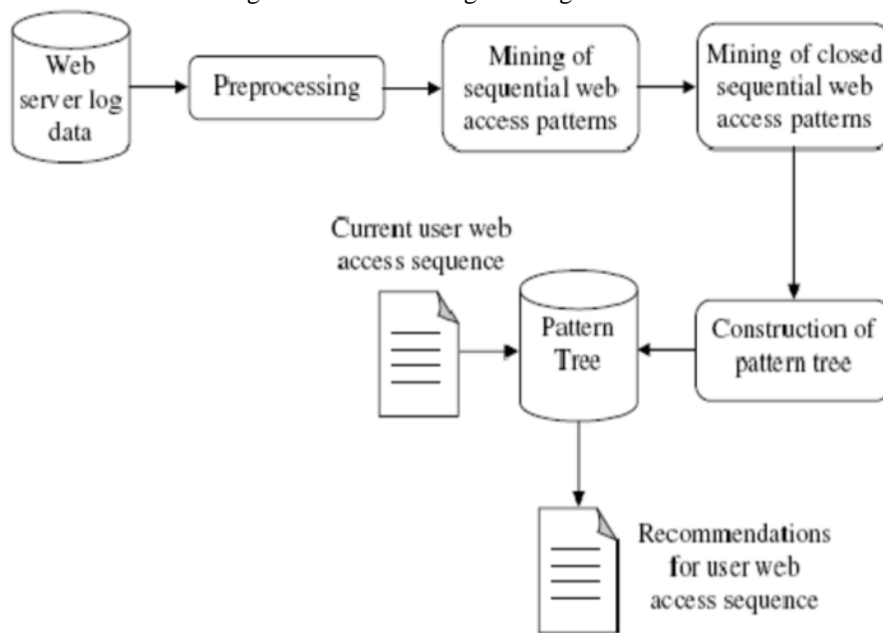 Web
server log
data
Preprocessing
Mining of
sequential web
access patterns
Mining of closed
sequential web
access patterns
Current user web
access sequence
Pattern
Tree
Construction of
pattern tree
Recommendations
for user web
access sequence